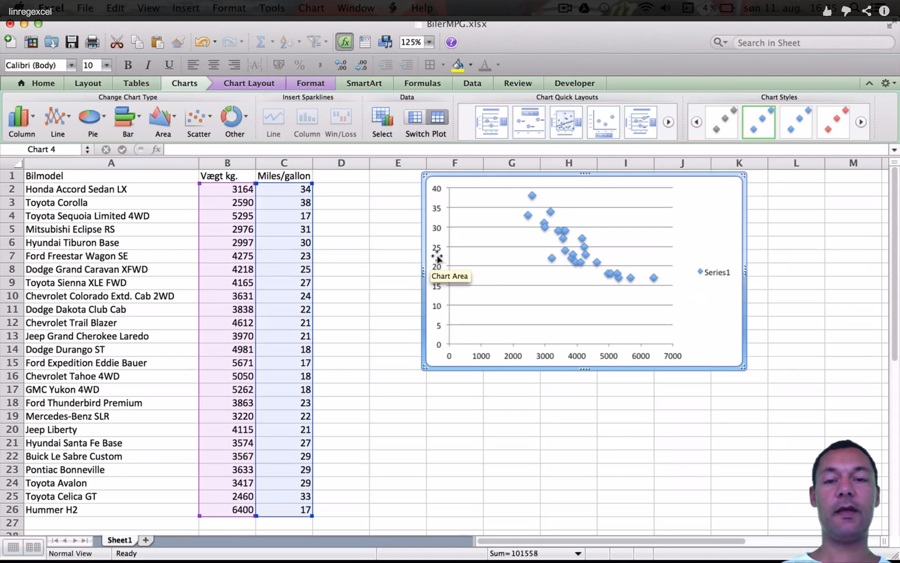 linregexcel
Excel File Edit View Insert Format Tools Chart Window Help
BilerMPG.xlsx
125%
Search in Sheet
Calibri (Body) 10 B I U
Home Layout Tables Charts Chart Layout Format SmartArt Formulas Data Review Developer
Change Chart Type Insert Sparklines Data Chart Quick Layouts Chart Styles
Column Line Pie Bar Area Scatter Other Line Column Win/Loss Select Switch Plot
Chart 4 fx
A B C D E F G H I J K L M
1 Bilmodel Vægt kg. Miles/gallon
2 Honda Accord Sedan LX 3164 34
3 Toyota Corolla 2590 38
4 Toyota Sequoia Limited 4WD 5295 17
5 Mitsubishi Eclipse RS 2976 31
6 Hyundai Tiburon Base 2997 30
7 Ford Freestar Wagon SE 4275 23
8 Dodge Grand Caravan XFWD 4218 25
9 Toyota Sienna XLE FWD 4165 27
10 Chevrolet Colorado Extd. Cab 2WD 3631 24
11 Dodge Dakota Club Cab 3838 22
12 Chevrolet Trail Blazer 4612 21
13 Jeep Grand Cherokee Laredo 3970 21
14 Dodge Durango ST 4981 18
15 Ford Expedition Eddie Bauer 5671 17
16 Chevrolet Tahoe 4WD 5050 18
17 GMC Yukon 4WD 5262 18
18 Ford Thunderbird Premium 3863 23
19 Mercedes-Benz SLR 3220 22
20 Jeep Liberty 4115 21
21 Hyundai Santa Fe Base 3574 27
22 Buick Le Sabre Custom 3567 29
23 Pontiac Bonneville 3633 29
24 Toyota Avalon 3417 29
25 Toyota Celica GT 2460 33
26 Hummer H2 6400 17
27
40
35
30
25
20
15
10
5
0
0 1000 2000 3000 4000 5000 6000 7000
Series1
Chart Area
Sheet1
Normal View Ready Sum=101558